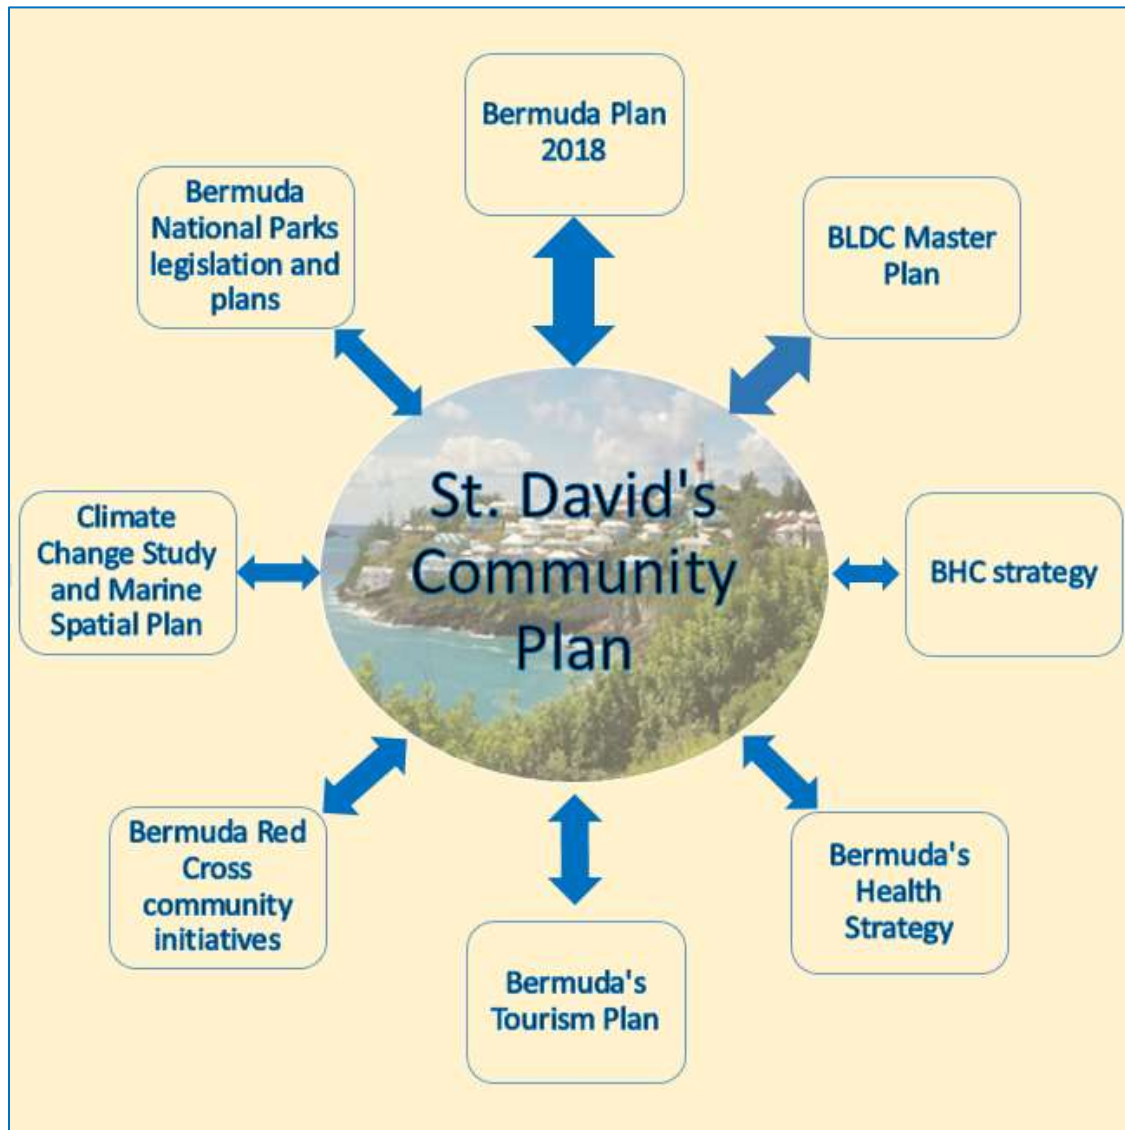 Bermuda Plan
2018
Bermuda
National Parks
legislation and
plans
BLDC Master
Plan
St. David's
Community
Plan
Climate
Change Study
and Marine
Spatial Plan
BHC strategy
Bermuda Red
Cross
community
initiatives
Bermuda's
Health
Strategy
Bermuda's
Tourism Plan